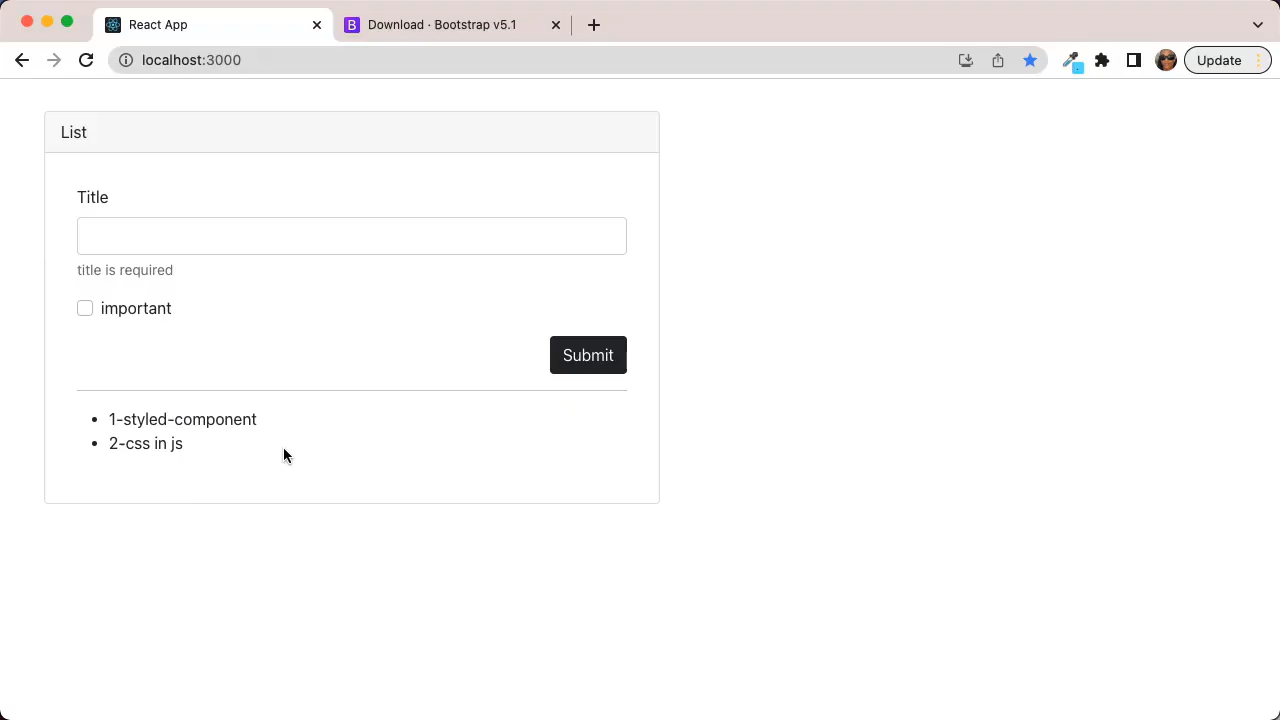 React App
Download · Bootstrap v5.1
localhost:3000
Update
List
Title
title is required
important
Submit
1-styled-component
2-css in js